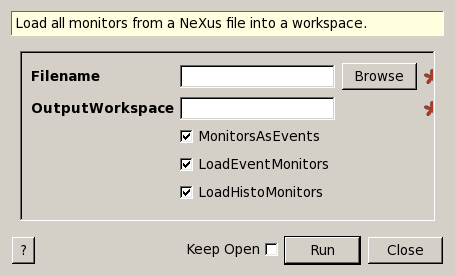 Load all monitors from a NeXus file into a workspace.
Filename Browse *
OutputWorkspace *
MonitorsAsEvents
LoadEventMonitors
LoadHistoMonitors
? Keep Open Run Close